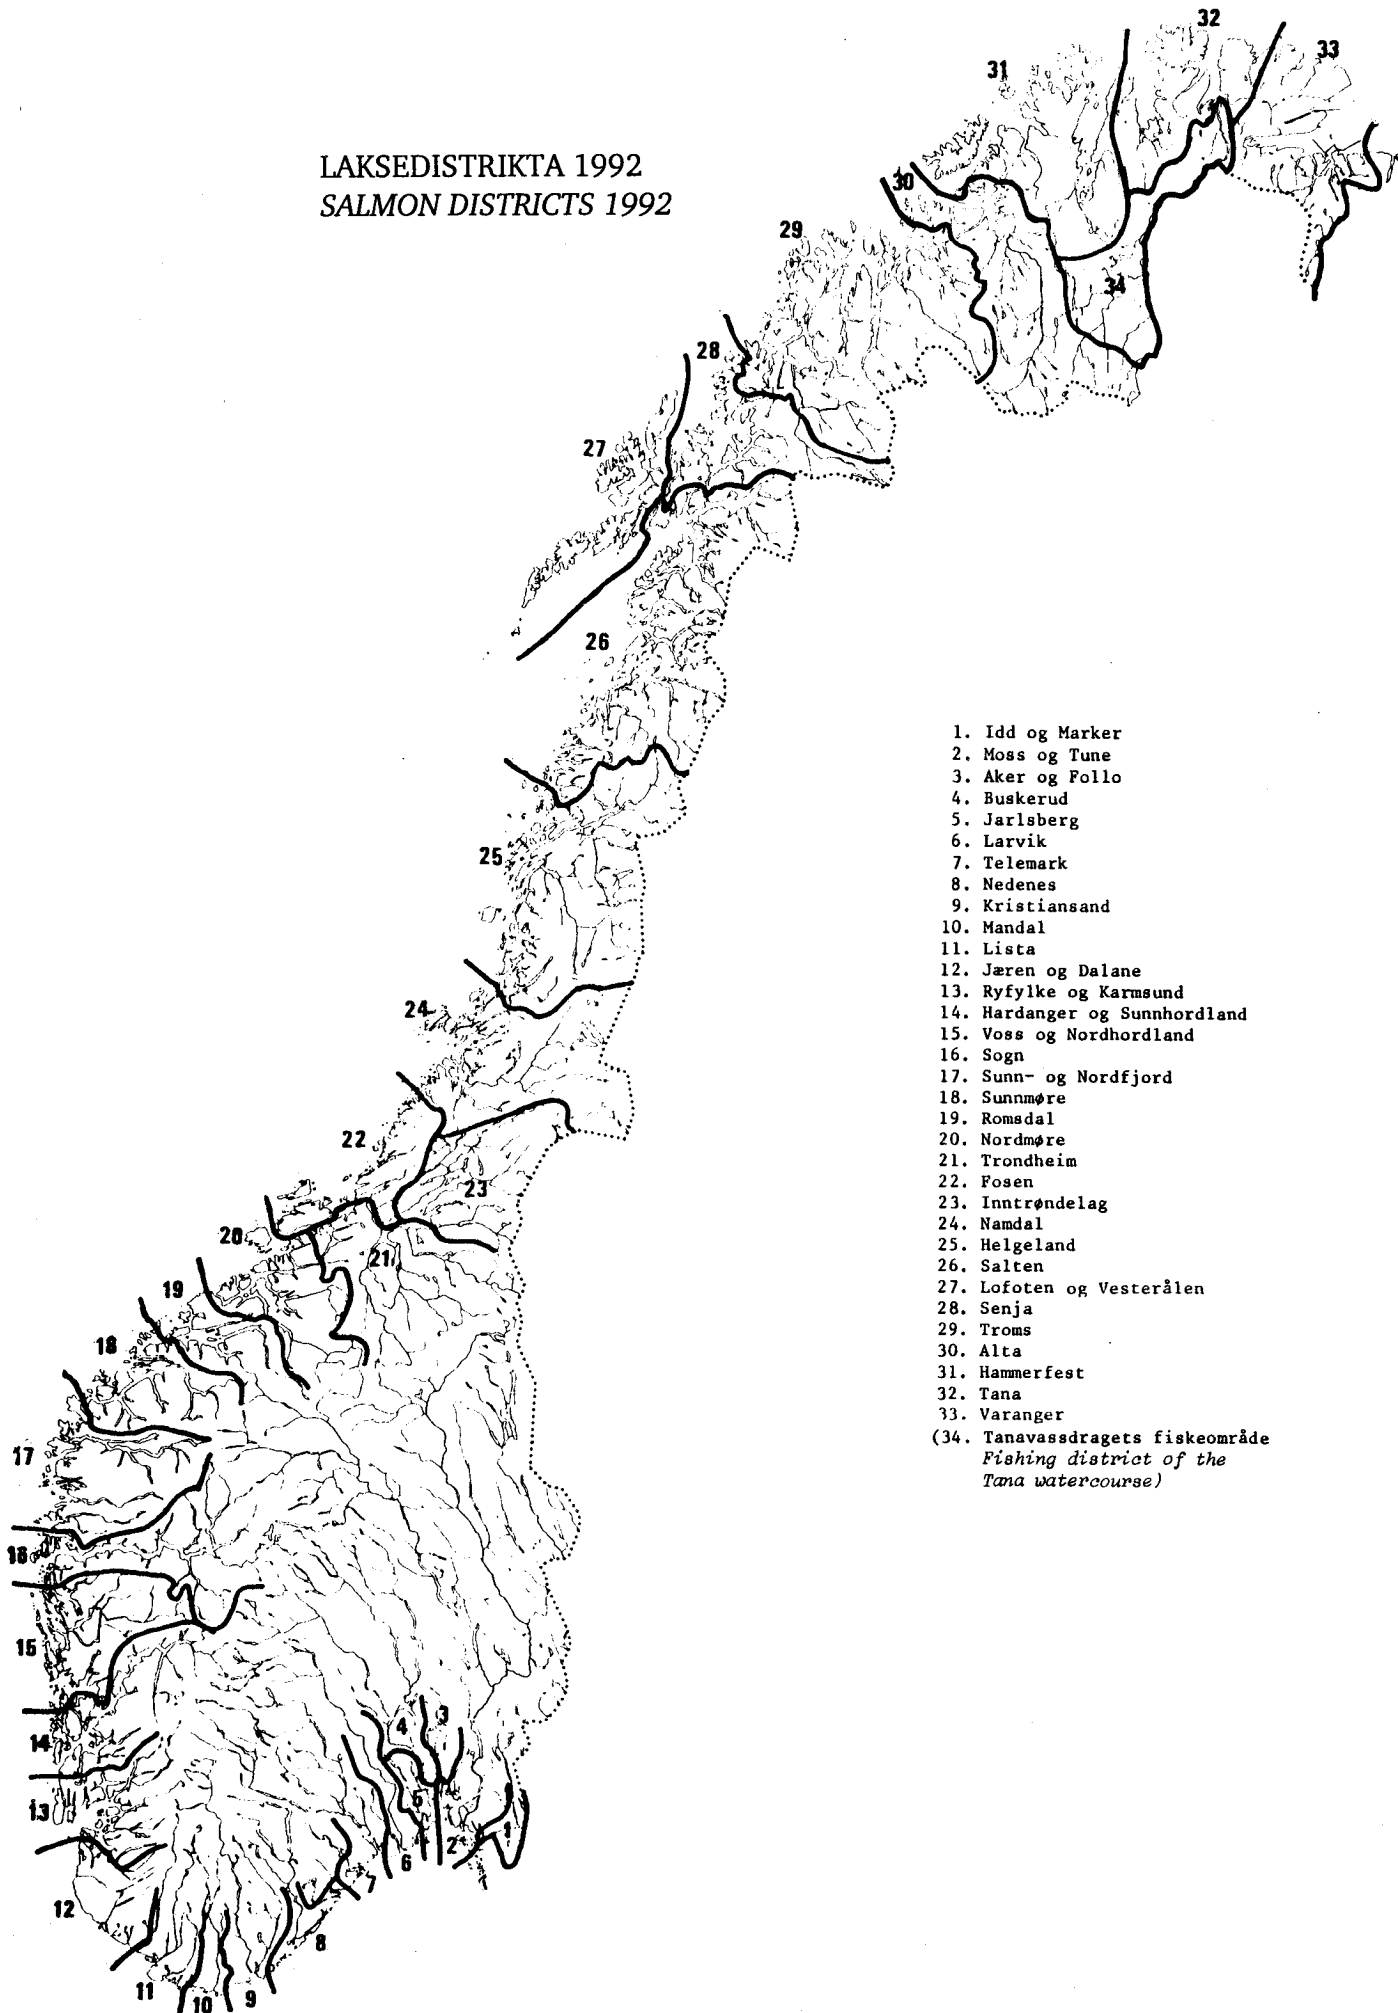 LAKSEDISTRIKTA 1992
SALMON DISTRICTS 1992
32
33
31
30
29
34
28
27
26
25
24
22
23
20
21
19
18
17
16
15
14
13
4
3
5
1
2
6
7
12
8
11
10
9
1. Idd og Marker
2. Moss og Tune
3. Aker og Follo
4. Buskerud
5. Jarlsberg
6. Larvik
7. Telemark
8. Nedenes
9. Kristiansand
10. Mandal
11. Lista
12. Jæren og Dalane
13. Ryfylke og Karmsund
14. Hardanger og Sunnhordland
15. Voss og Nordhordland
16. Sogn
17. Sunn- og Nordfjord
18. Sunnmøre
19. Romsdal
20. Nordmøre
21. Trondheim
22. Fosen
23. Inntrøndelag
24. Namdal
25. Helgeland
26. Salten
27. Lofoten og Vesterålen
28. Senja
29. Troms
30. Alta
31. Hammerfest
32. Tana
33. Varanger
(34. Tanavassdragets fiskeområde
Fishing district of the
Tana watercourse)